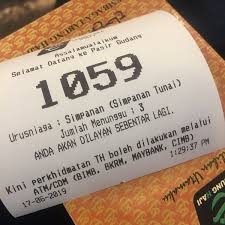 Assalamualaikum
Selamat Datang ke Pasir Gudang
1059
Urusniaga : Simpanan (Simpanan Tunai)
Jumlah Menunggu : 3
ANDA AKAN DILAYAN SEBENTAR LAGI.
Kini perkhidmatan TH boleh dilakukan melalui
ATM/CDM (BIMB, BKRM, MAYBANK, CIMB)
17-06-2019 1:29:37 PM
HAJI